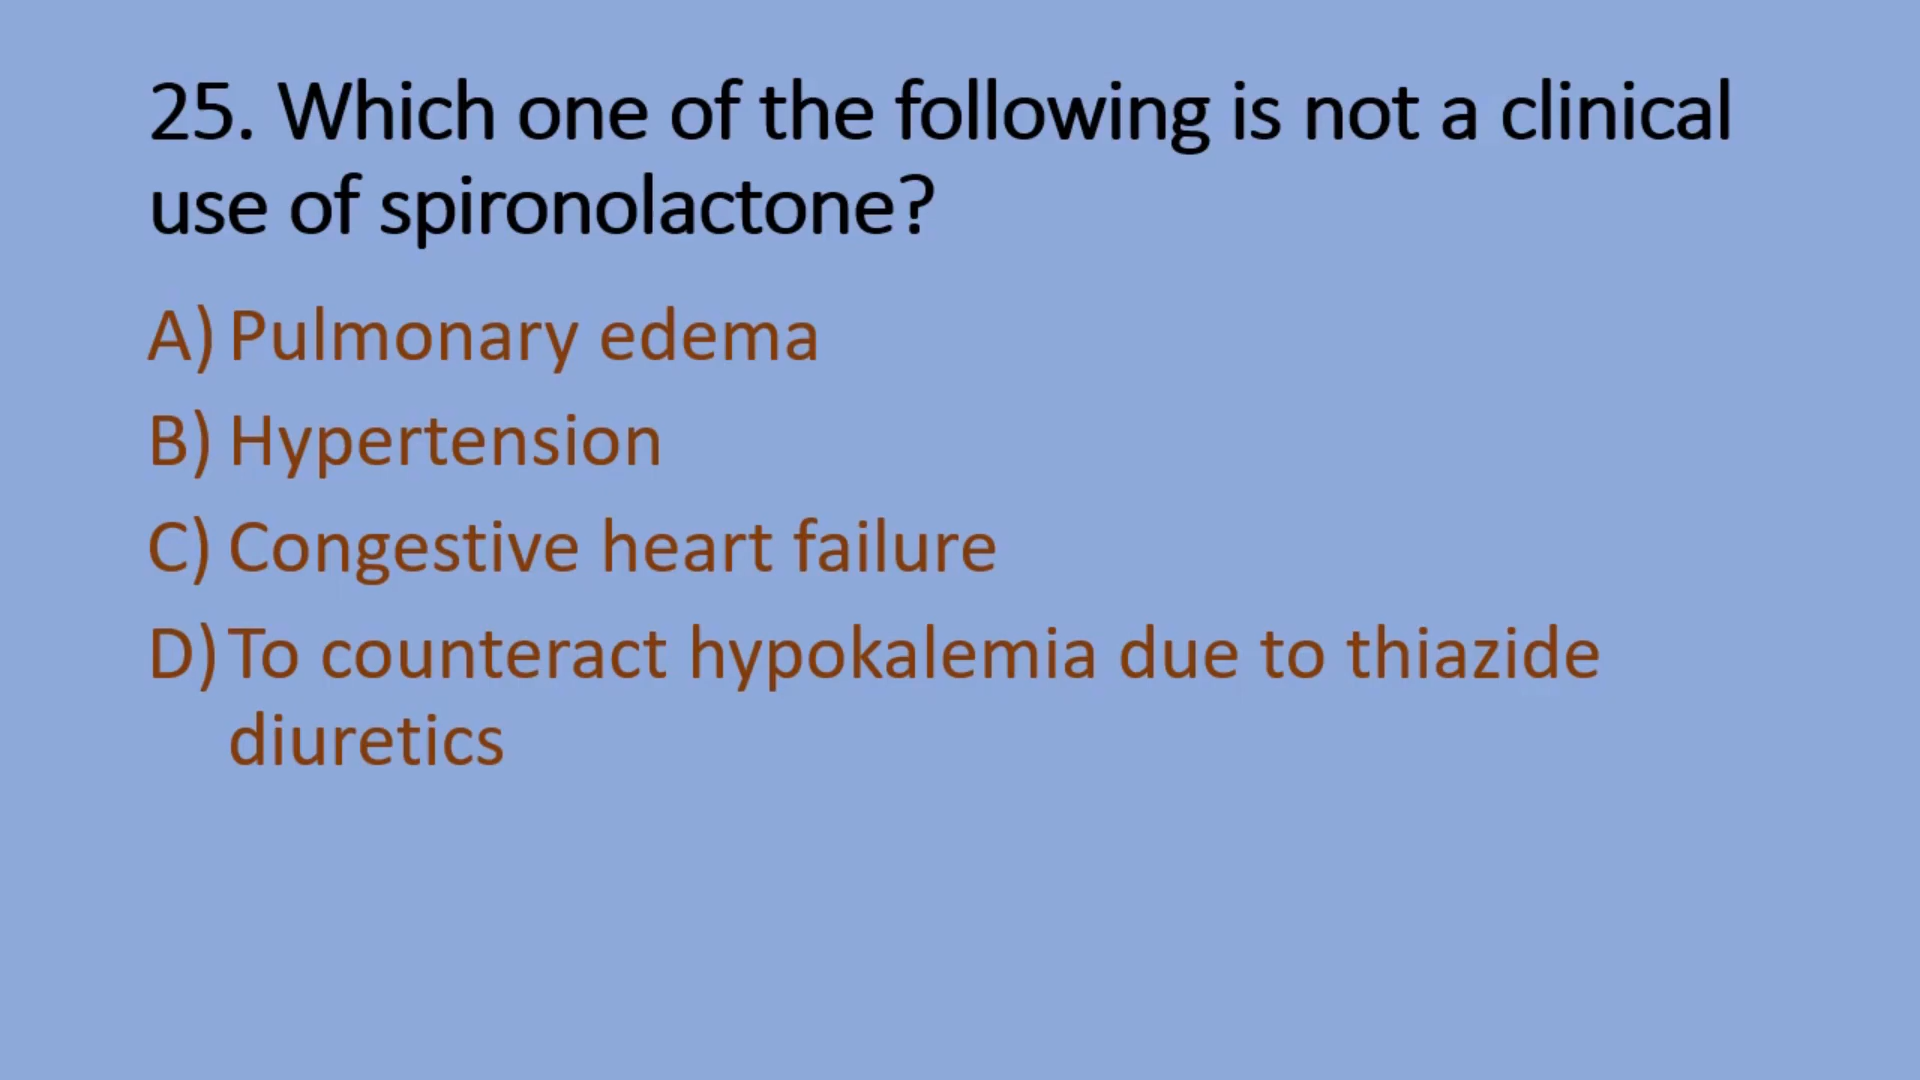 25. Which one of the following is not a clinical
use of spironolactone?
A) Pulmonary edema
B) Hypertension
C) Congestive heart failure
D) To counteract hypokalemia due to thiazide
diuretics